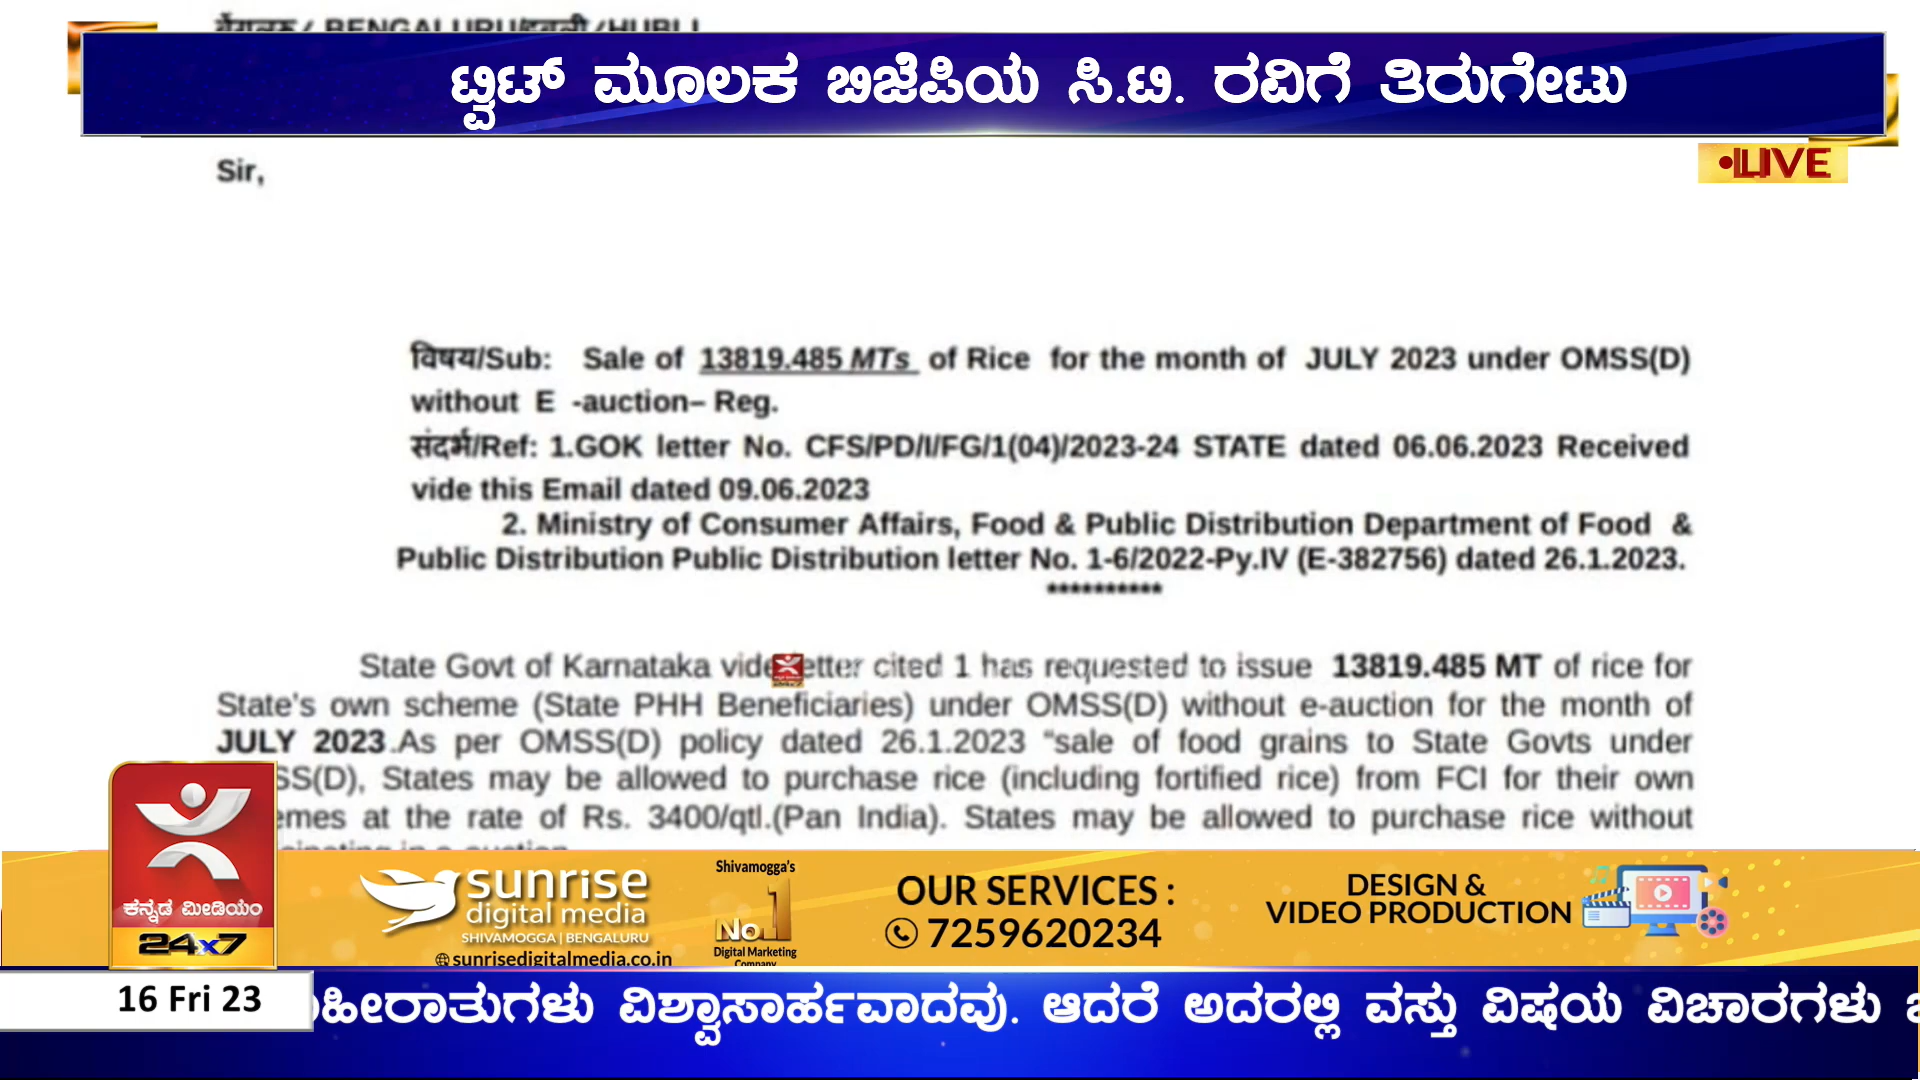 ಟ್ವಿಟ್ ಮೂಲಕ ಬಿಜೆಪಿಯ ಸಿ.ಟಿ. ರವಿಗೆ ತಿರುಗೇಟು
LIVE
Sir,
विषय/Sub: Sale of 13819.485 MTs of Rice for the month of JULY 2023 under OMSS(D)
without E -auction– Reg.
संदर्भ/Ref: 1.GOK letter No. CFS/PD/I/FG/1(04)/2023-24 STATE dated 06.06.2023 Received
vide this Email dated 09.06.2023
2. Ministry of Consumer Affairs, Food & Public Distribution Department of Food &
Public Distribution Public Distribution letter No. 1-6/2022-Py.IV (E-382756) dated 26.1.2023.
**********
State Govt of Karnataka vide letter cited 1 has requested to issue 13819.485 MT of rice for
State's own scheme (State PHH Beneficiaries) under OMSS(D) without e-auction for the month of
JULY 2023.As per OMSS(D) policy dated 26.1.2023 “sale of food grains to State Govts under
SS(D), States may be allowed to purchase rice (including fortified rice) from FCI for their own
emes at the rate of Rs. 3400/qtl.(Pan India). States may be allowed to purchase rice without
ಕನ್ನಡ ಮೀಡಿಯಂ
24x7
sunrise
digital media
SHIVAMOGGA | BENGALURU
sunrisedigitalmedia.co.in
Shivamogga's
No1
Digital Marketing
Company
OUR SERVICES :
7259620234
DESIGN &
VIDEO PRODUCTION
16 Fri 23
ಹೀರಾತುಗಳು ವಿಶ್ವಾಸಾರ್ಹವಾದವು. ಆದರೆ ಅದರಲ್ಲಿ ವಸ್ತು ವಿಷಯ ವಿಚಾರಗಳು